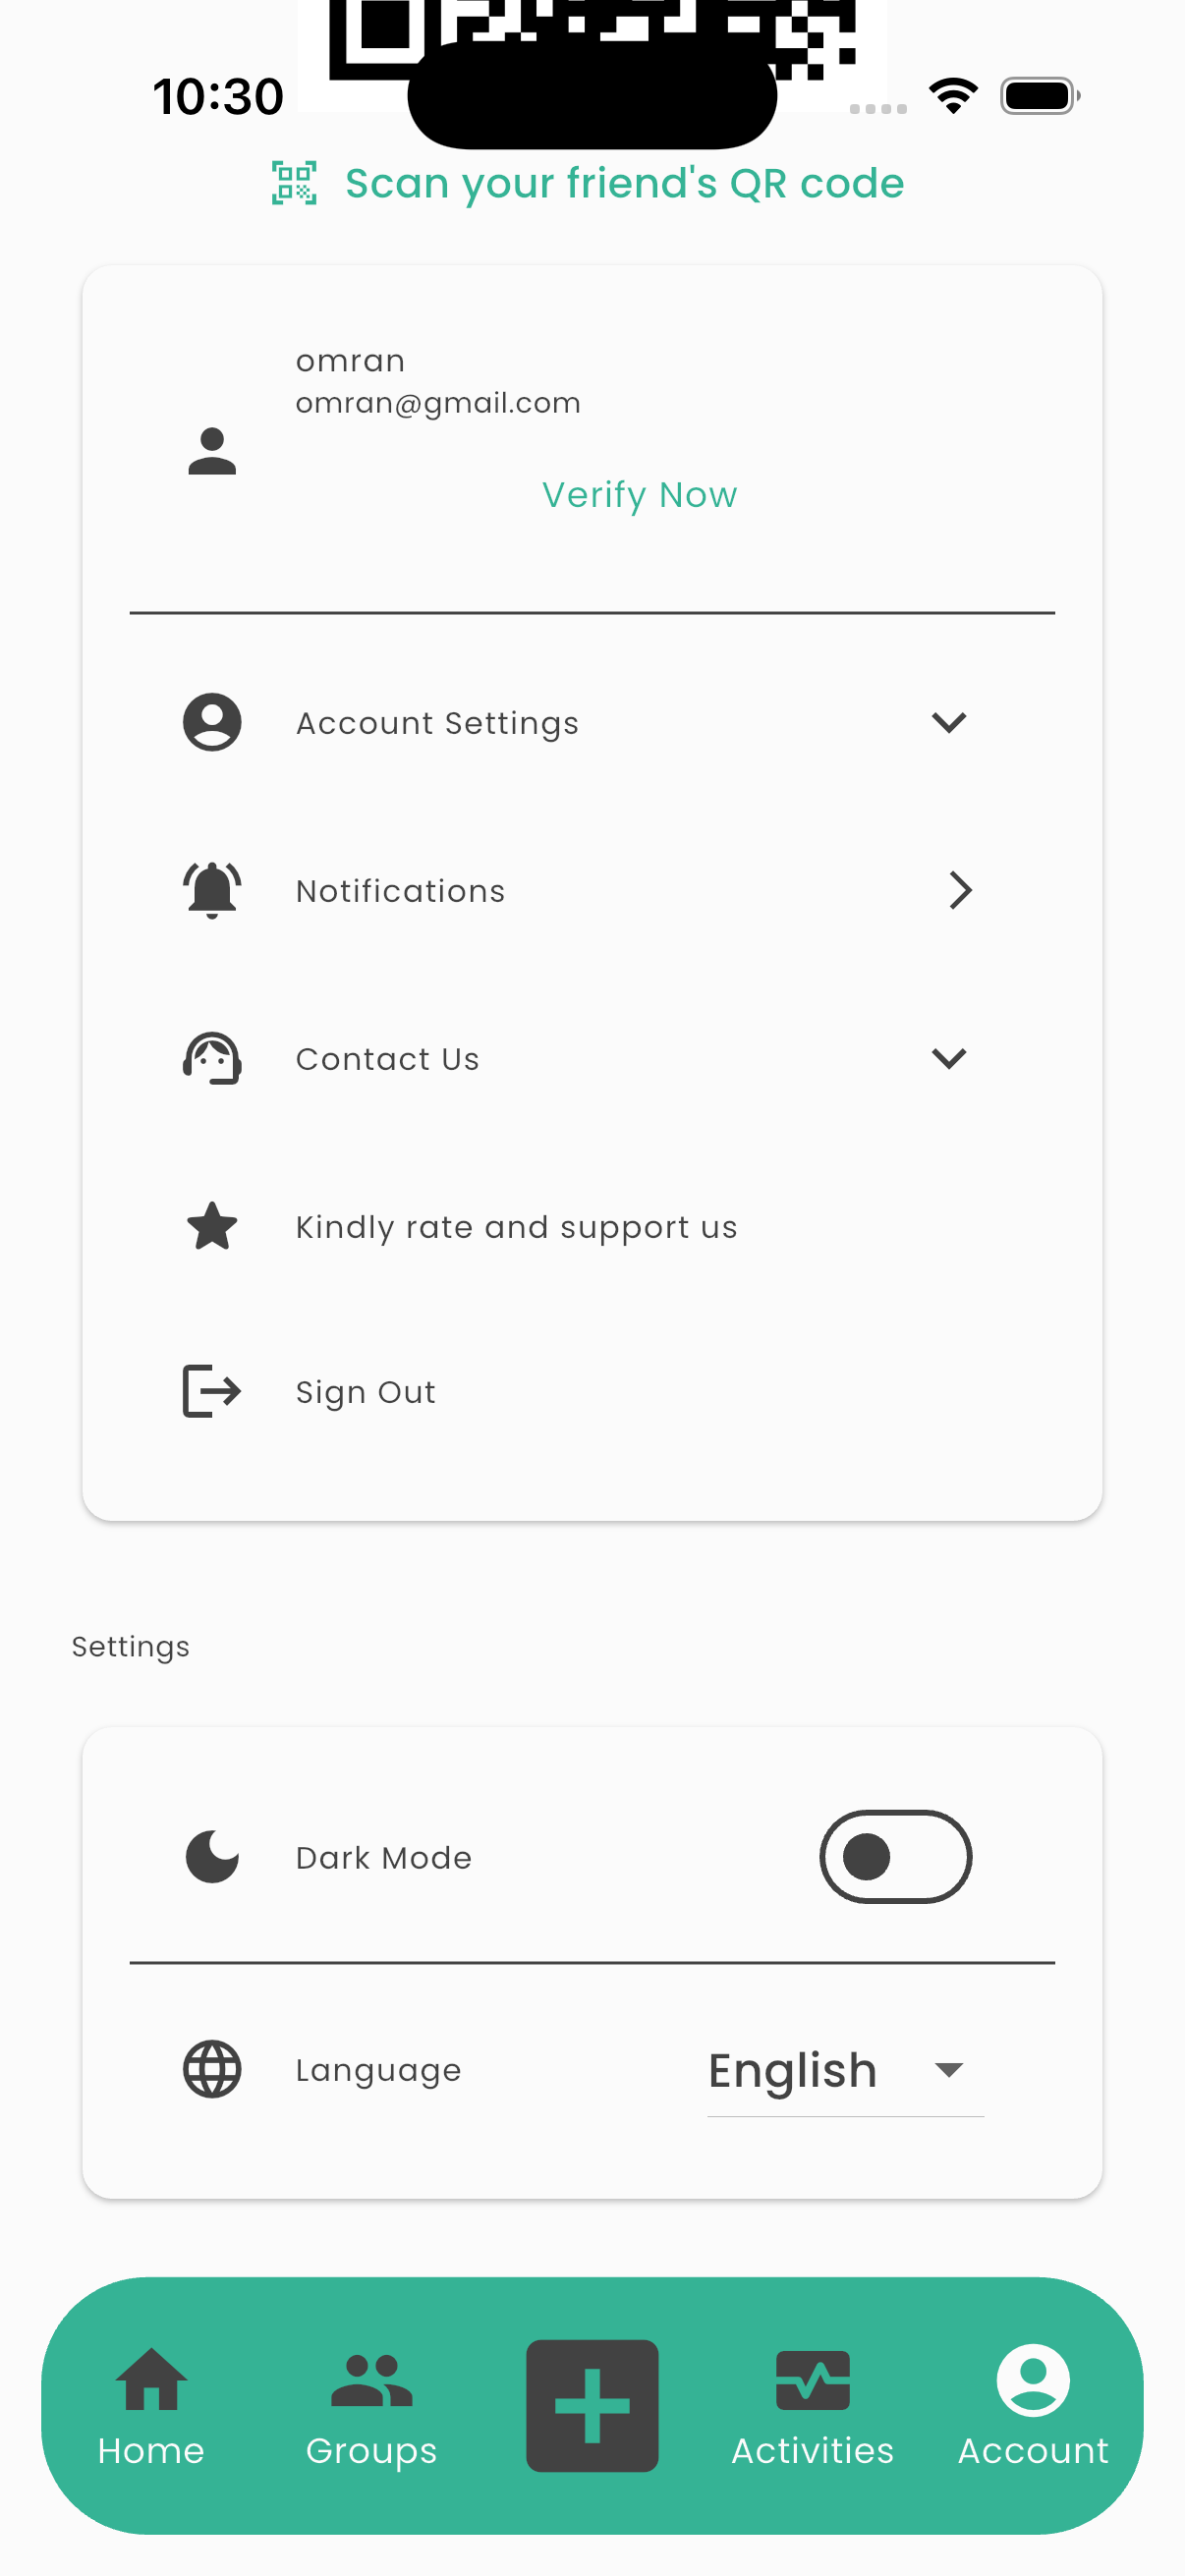 10:30
Scan your friend's QR code
omran
omran@gmail.com
Verify Now
Account Settings
Notifications
Contact Us
Kindly rate and support us
Sign Out
Settings
Dark Mode
Language English
Home Groups Activities Account